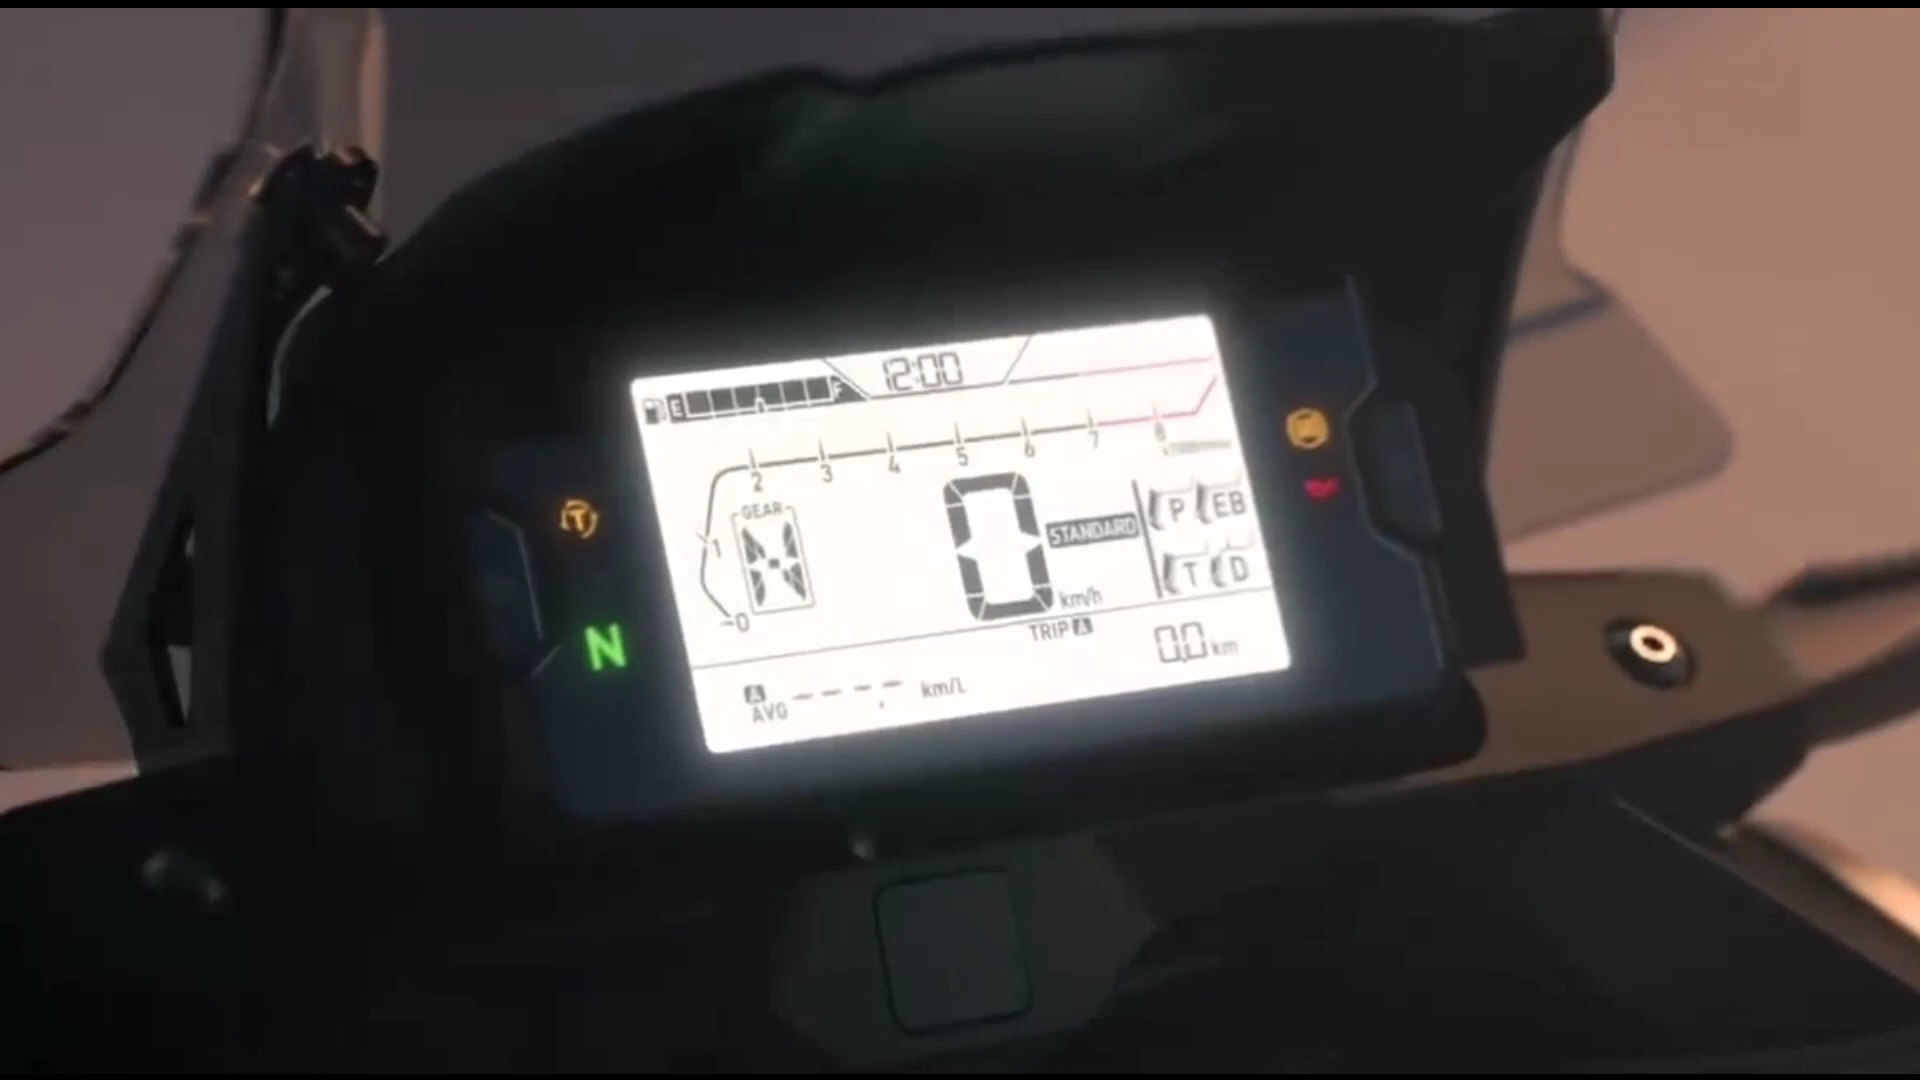 12:00
E F
2 3 4 5 6 7 8
1
0
GEAR
0
km/h
STANDARD
P EB
T D
T
N
TRIP A
0.0 km
A
AVG ----.- km/L